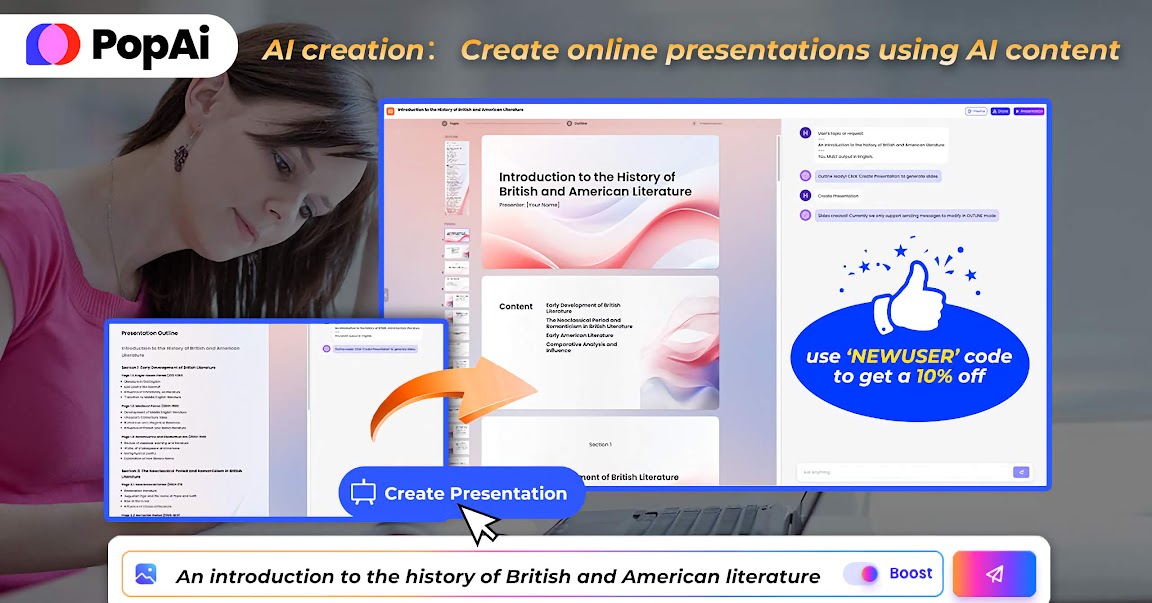 PopAi
AI creation: Create online presentations using AI content
Introduction to the History of British and American Literature
Topic
Outline
Presentation
Share
Presentation
Introduction to the History of
British and American Literature
Presenter: [Your Name]
Content
Early Development of British
Literature
The Neoclassical Period and
Romanticism in British Literature
Early American Literature
Comparative Analysis and
Influence
Section 1
ment of British Literature
H
User's topic or request:
An introduction to the history of British and American Literature
You MUST output in English.
Outline ready! Click 'Create Presentation' to generate slides.
H
Create Presentation
Slides created! Currently we only support sending messages to modify in OUTLINE mode
use ‘NEWUSER’ code
to get a 10% off
Ask anything
Presentation Outline
Introduction to the History of British and American
Literature
Section 1: Early Development of British Literature
Section 2: The Neoclassical Period and Romanticism in British
Literature
Create Presentation
An introduction to the history of British and American literature
Boost